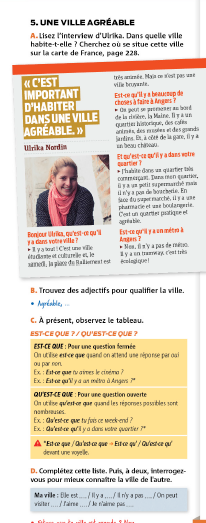 5. UNE VILLE AGRÉABLE
A. Lisez l'interview d'Ulrika. Dans quelle ville
habite-t-elle ? Cherchez où se situe cette ville
sur la carte de France, page 228.
« C'EST
IMPORTANT
D'HABITER
DANS UNE VILLE
AGRÉABLE. »
Ulrika Nordin
Bonjour Ulrika, qu'est-ce qu'il
y a dans votre ville ?
▸ Il y a tout ! C'est une ville
étudiante et culturelle et, le
samedi, la place du Ralliement est
très animée. Mais ce n'est pas une
ville bruyante.
Est-ce qu'il y a beaucoup de
choses à faire à Angers ?
▸ On peut se promener au bord
de la rivière, la Maine. Il y a un
quartier historique, des cafés
animés, des musées et des grands
jardins. Et, à côté de la gare, il y a
un beau château.
Et qu'est-ce qu'il y a dans votre
quartier ?
▸ J'habite dans un quartier très
commerçant. Dans mon quartier,
il y a un petit supermarché mais
il n'y a pas de boucherie. En
face du supermarché, il y a une
pharmacie et une boulangerie.
C'est un quartier pratique et
agréable.
Est-ce qu'il y a un métro à
Angers ?
▸ Non, il n'y a pas de métro.
Il y a un tramway, c'est très
écologique !
B. Trouvez des adjectifs pour qualifier la ville.
• Agréable, ...
C. À présent, observez le tableau.
EST-CE QUE ? / QU'EST-CE QUE ?
EST-CE QUE : Pour une question fermée
On utilise est-ce que quand on attend une réponse par oui
ou par non.
Ex. : Est-ce que tu aimes le cinéma ?
Ex. : Est-ce qu'il y a un métro à Angers ?*
QU'EST-CE QUE : Pour une question ouverte
On utilise qu'est-ce que quand les réponses possibles sont
nombreuses.
Ex. : Qu'est-ce que tu fais ce week-end ?
Ex. : Qu'est-ce qu'il y a dans votre quartier ?*
*Est-ce que / Qu'est-ce que → Est-ce qu' / Qu'est-ce qu'
devant une voyelle.
D. Complétez cette liste. Puis, à deux, interrogez-
vous pour mieux connaître la ville de l'autre.
Ma ville : Elle est ... / Il y a ... / Il n'y a pas ... / On peut
visiter ... / J'aime ... / Je n'aime pas ...